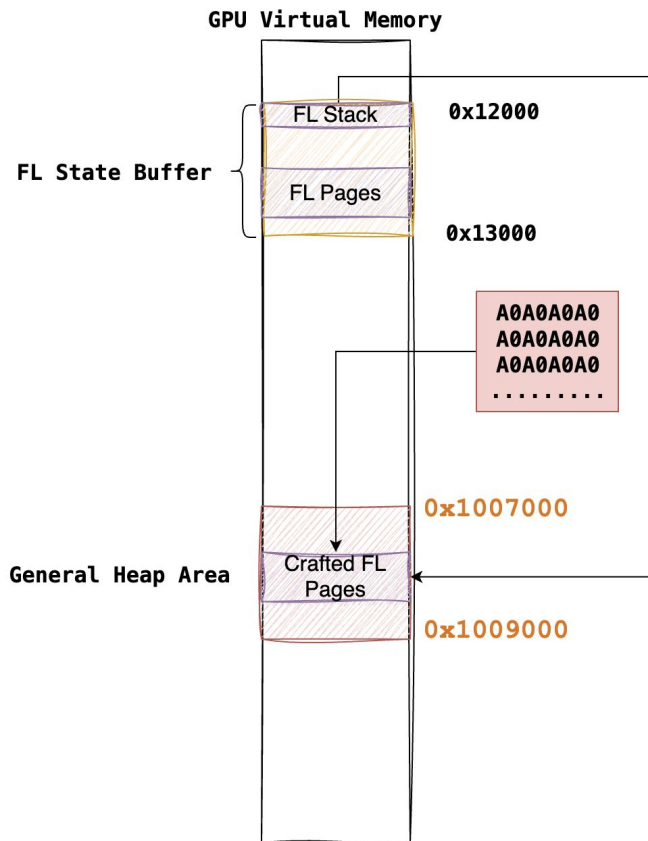 GPU Virtual Memory
FL Stack
0x12000
FL State Buffer
FL Pages
0x13000
A0A0A0A0
A0A0A0A0
A0A0A0A0
.........
0x1007000
General Heap Area
Crafted FL
Pages
0x1009000